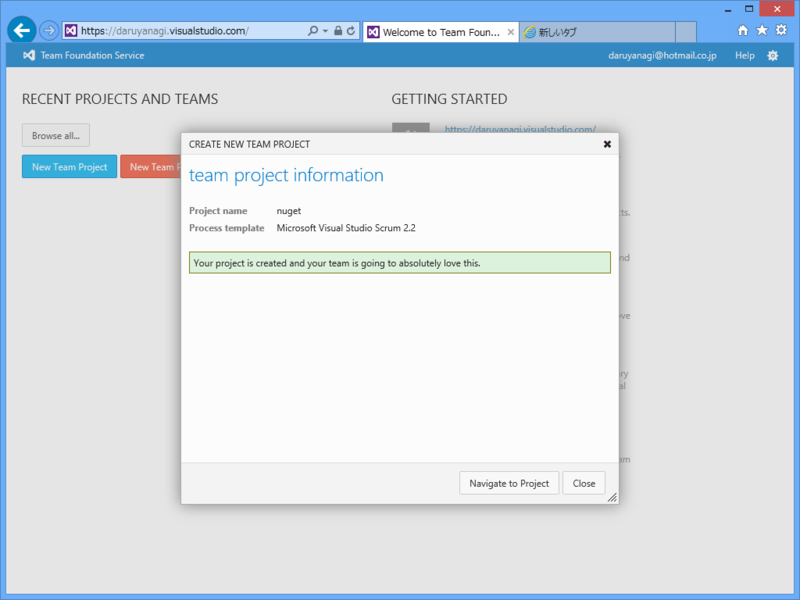 https://daruyanagi.visualstudio.com/
Welcome to Team Foun...
新しいタブ
Team Foundation Service
daruyanagi@hotmail.co.jp
Help
RECENT PROJECTS AND TEAMS
GETTING STARTED
Browse all...
https://daruyanagi.visualstudio.com/
New Team Project
New Team P
CREATE NEW TEAM PROJECT
team project information
Project name nuget
Process template Microsoft Visual Studio Scrum 2.2
Your project is created and your team is going to absolutely love this.
Navigate to Project
Close